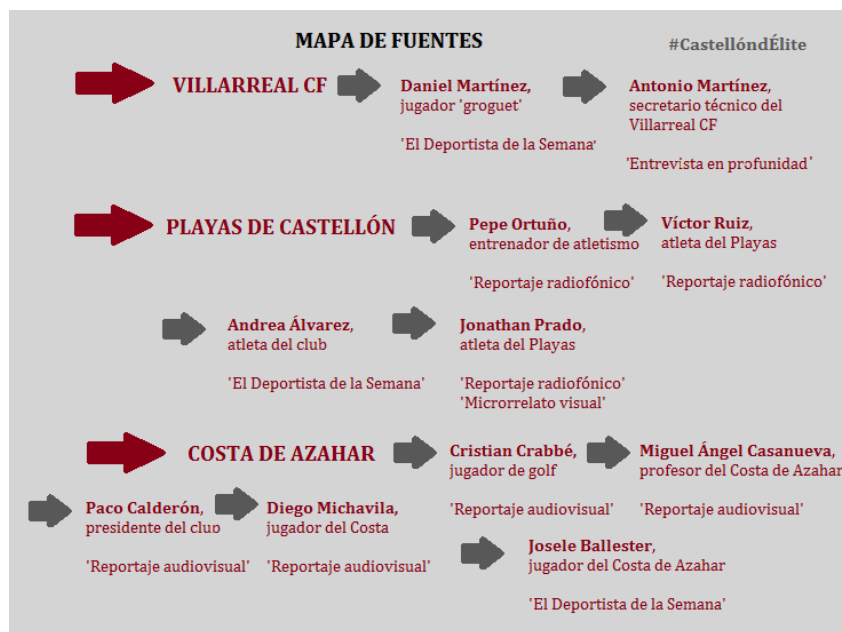 MAPA DE FUENTES
#CastellóndÉlite
VILLARREAL CF
Daniel Martínez,
jugador 'groguet'
'El Deportista de la Semana'
Antonio Martínez,
secretario técnico del
Villarreal CF
'Entrevista en profunidad'
PLAYAS DE CASTELLÓN
Pepe Ortuño,
entrenador de atletismo
'Reportaje radiofónico'
Víctor Ruiz,
atleta del Playas
'Reportaje radiofónico'
Andrea Álvarez,
atleta del club
'El Deportista de la Semana'
Jonathan Prado,
atleta del Playas
'Reportaje radiofónico'
'Microrrelato visual'
COSTA DE AZAHAR
Cristian Crabbé,
jugador de golf
'Reportaje audiovisual'
Miguel Ángel Casanueva,
profesor del Costa de Azahar
'Reportaje audiovisual'
Paco Calderón,
presidente del club
'Reportaje audiovisual'
Diego Michavila,
jugador del Costa
'Reportaje audiovisual'
Josele Ballester,
jugador del Costa de Azahar
'El Deportista de la Semana'